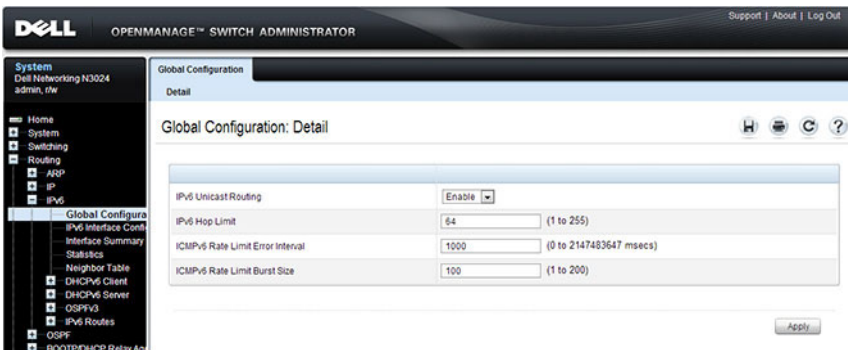 Support | About | Log Out
DELL
OPENMANAGE™ SWITCH ADMINISTRATOR
System
Dell Networking N3024
admin, r/w
Home
System
Switching
Routing
ARP
IP
IPv6
Global Configura
IPv6 Interface Confi
Interface Summary
Statistics
Neighbor Table
DHCPv6 Client
DHCPv6 Server
OSPFv3
IPv6 Routes
OSPF
BOOTP/DHCP Relay Ag
Global Configuration
Detail
Global Configuration: Detail
IPv6 Unicast Routing Enable
IPv6 Hop Limit 64 (1 to 255)
ICMPv6 Rate Limit Error Interval 1000 (0 to 2147483647 msecs)
ICMPv6 Rate Limit Burst Size 100 (1 to 200)
Apply